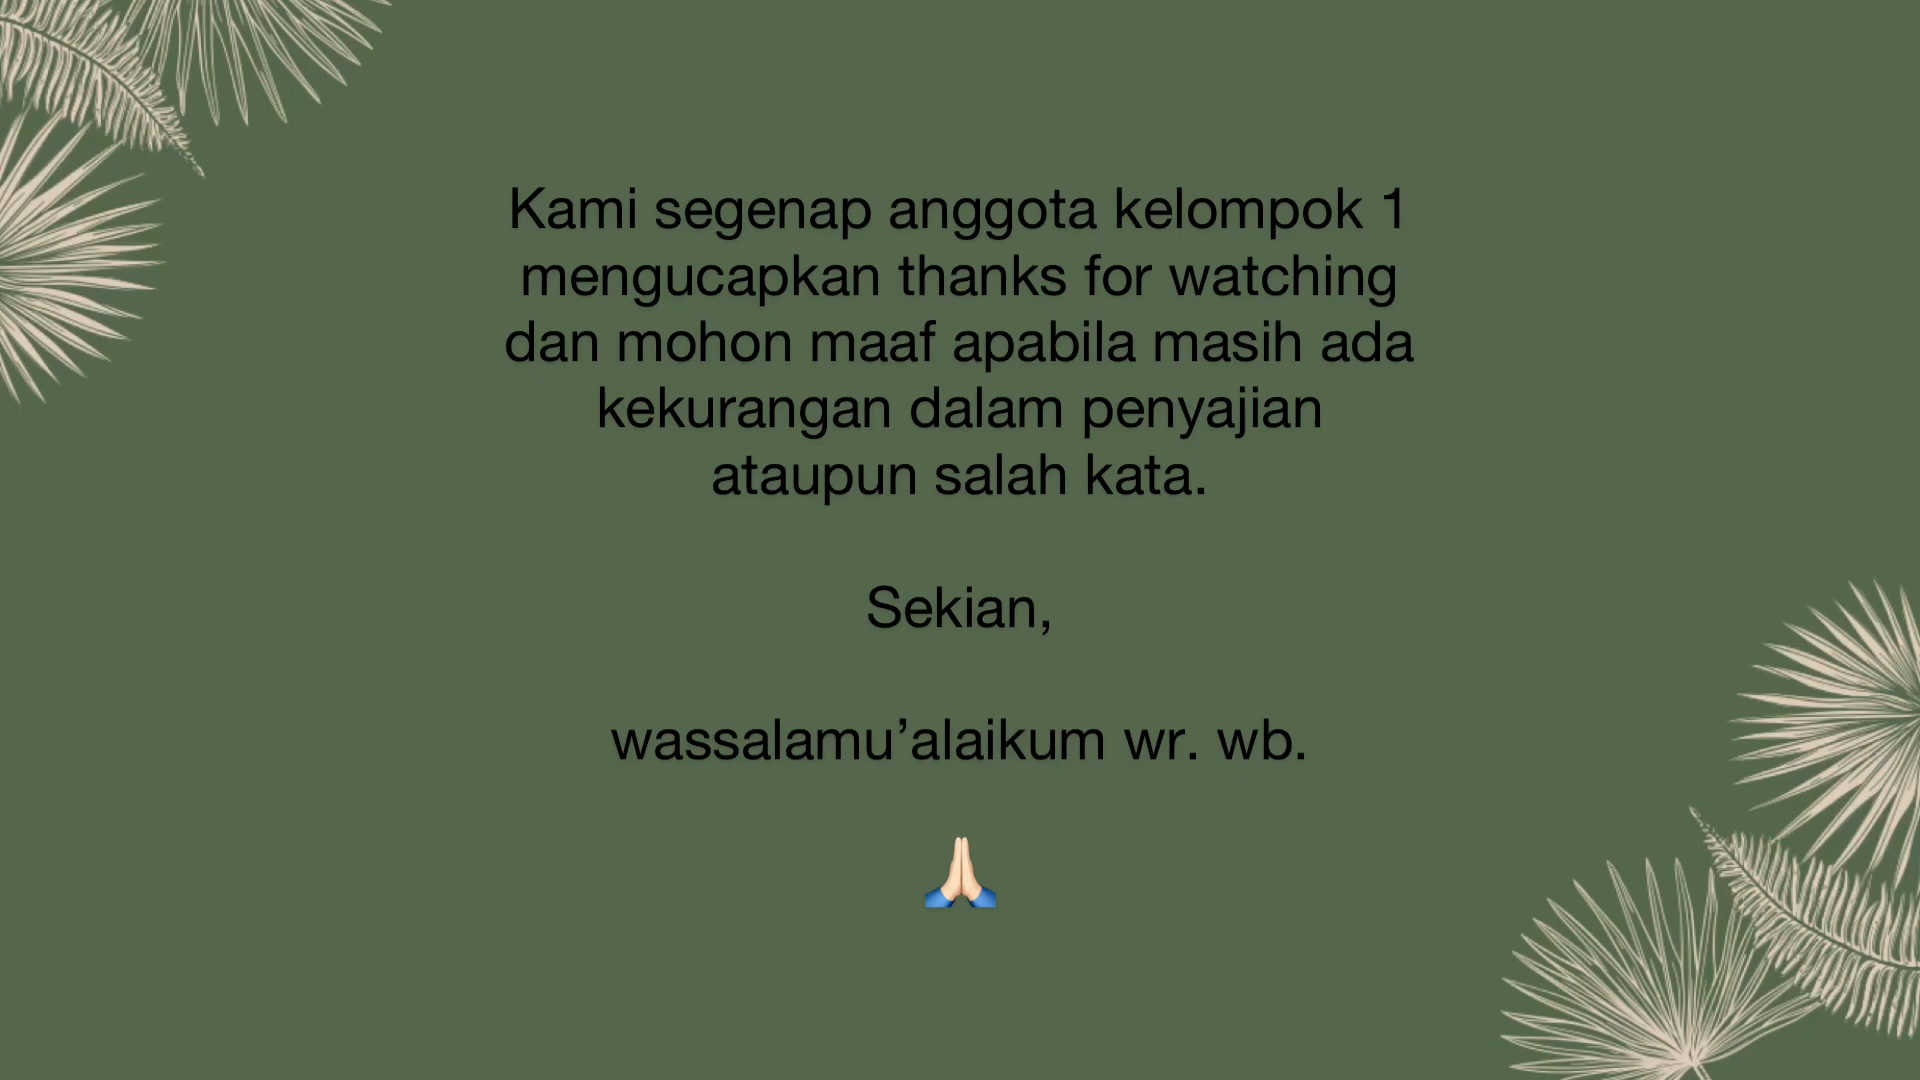 Kami segenap anggota kelompok 1
mengucapkan thanks for watching
dan mohon maaf apabila masih ada
kekurangan dalam penyajian
ataupun salah kata.
Sekian,
wassalamu’alaikum wr. wb.
🙏🏻